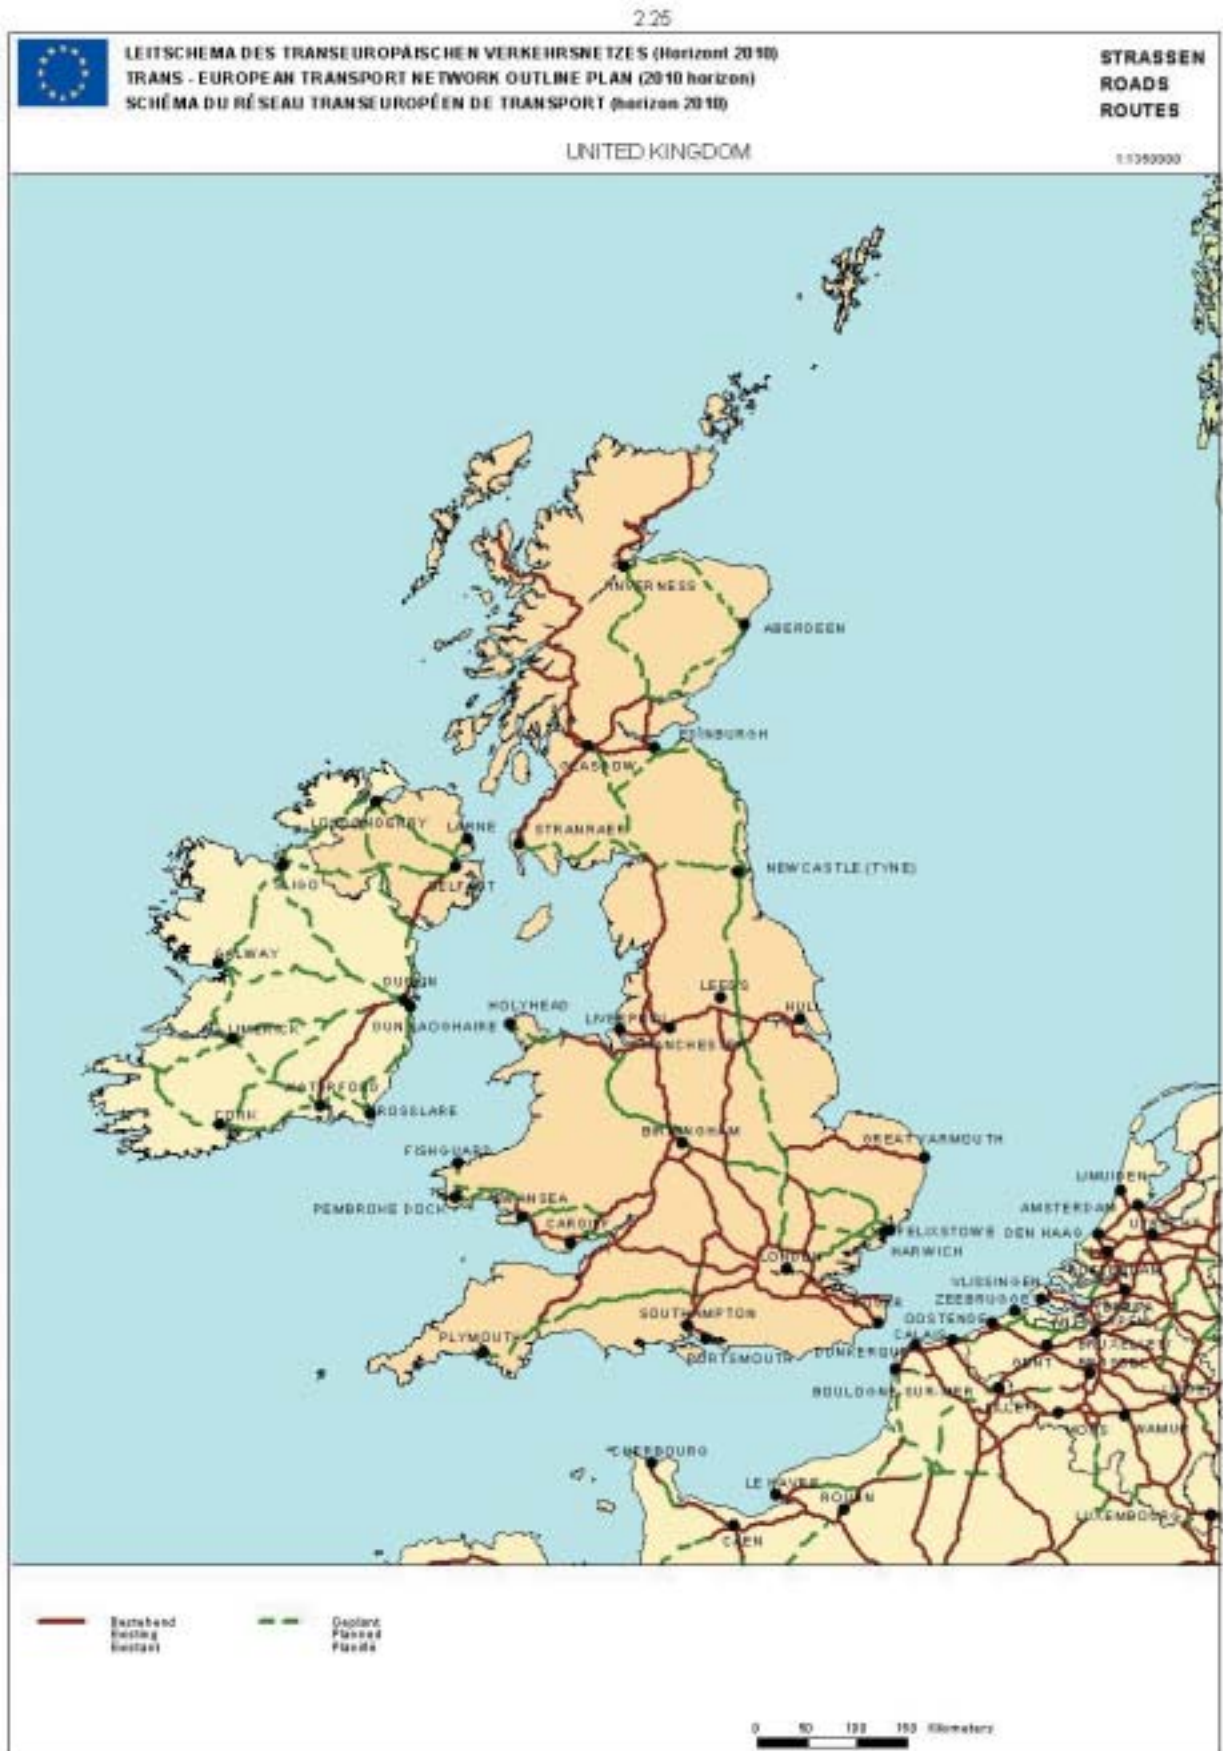 2.25
LEITSCHEMA DES TRANSEUROPÄISCHEN VERKEHRSNETZES (Horizont 2010)
TRANS - EUROPEAN TRANSPORT NETWORK OUTLINE PLAN (2010 horizon)
SCHÉMA DU RÉSEAU TRANSEUROPÉEN DE TRANSPORT (horizon 2010)
STRASSEN
ROADS
ROUTES
UNITED KINGDOM
INVERNESS
ABERDEEN
EDINBURGH
GLASGOW
LONDONDERRY
LARNE
STRANRAER
NEWCASTLE (TYNE)
SLIGO
BELFAST
GALWAY
DUBLIN
LEEDS
HOLYHEAD
LIVERPOOL
HULL
DUN LAOGHAIRE
LIMERICK
MANCHESTER
WATERFORD
ROSSLARE
CORK
BIRMINGHAM
GREAT YARMOUTH
FISHGUARD
IJMUIDEN
PEMBROKE DOCK
SWANSEA
AMSTERDAM
UTRECHT
CARDIFF
FELIXSTOWE
DEN HAAG
HARWICH
LONDON
ROTTERDAM
VLISSINGEN
ZEEBRUGGE
DOVER
SOUTHAMPTON
OOSTENDE
PLYMOUTH
CALAIS
PORTSMOUTH
DUNKERQUE
GENT
BOULOGNE-SUR-MER
LILLE
MONS
NAMUR
CHERBOURG
LE HAVRE
ROUEN
LUXEMBOURG
CAEN
Bestehend
Existing
Existant
Geplant
Planned
Planifié
0 50 100 150 Kilometers